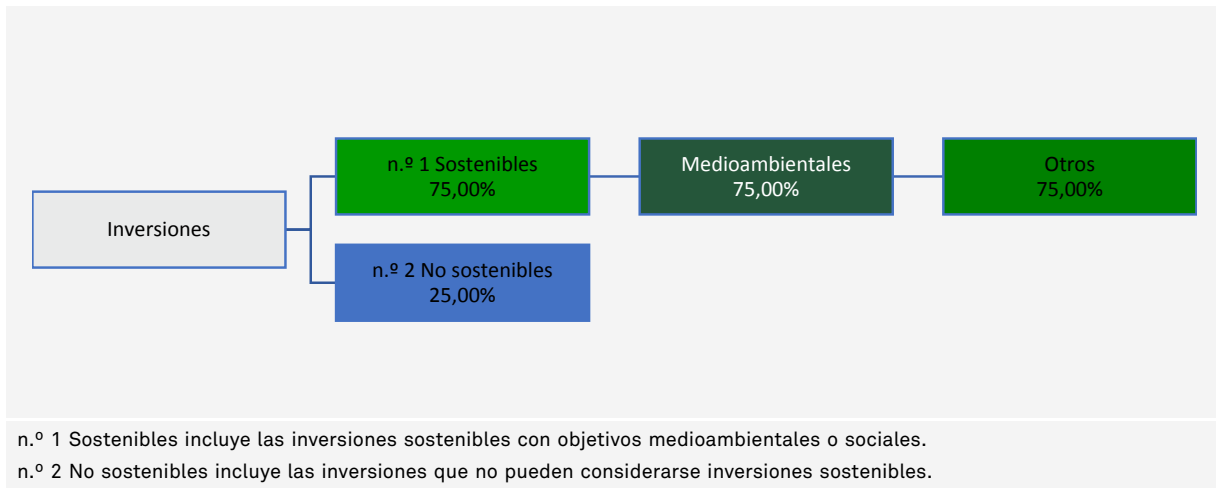 Inversiones
n.º 1 Sostenibles
75,00%
Medioambientales
75,00%
Otros
75,00%
n.º 2 No sostenibles
25,00%
n.º 1 Sostenibles incluye las inversiones sostenibles con objetivos medioambientales o sociales.
n.º 2 No sostenibles incluye las inversiones que no pueden considerarse inversiones sostenibles.